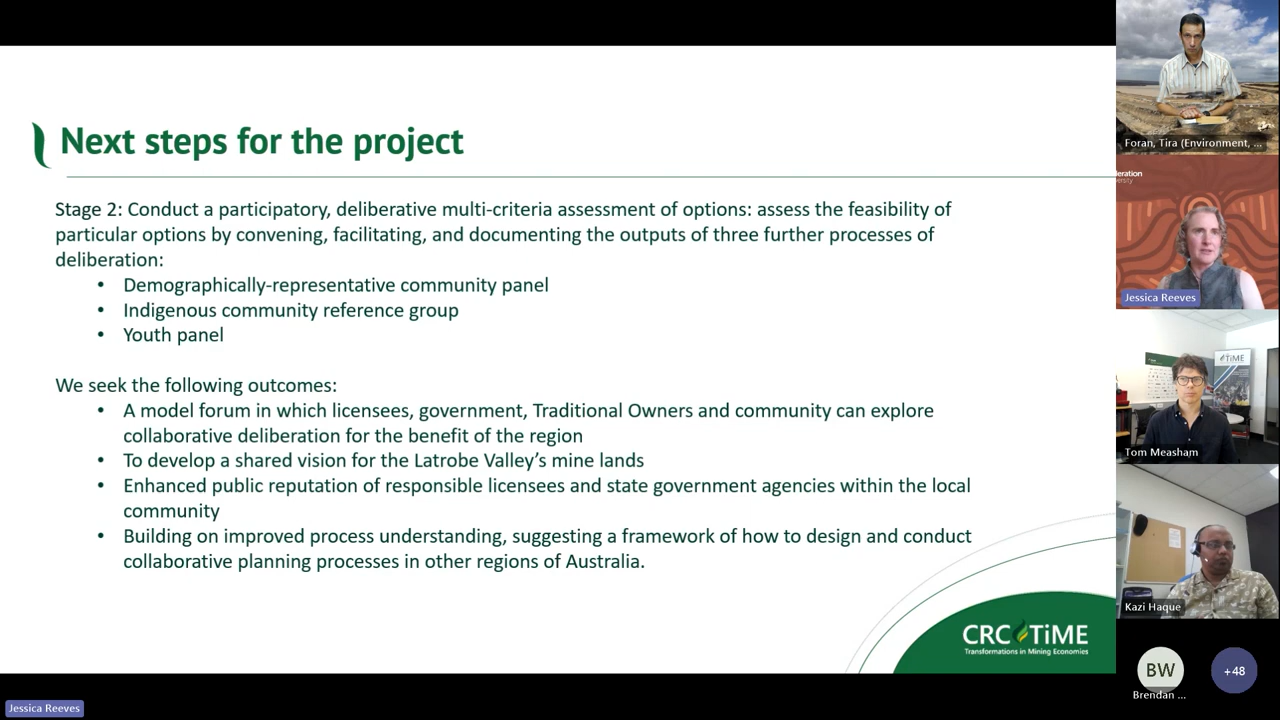 Next steps for the project
Stage 2: Conduct a participatory, deliberative multi-criteria assessment of options: assess the feasibility of
particular options by convening, facilitating, and documenting the outputs of three further processes of
deliberation:
• Demographically-representative community panel
• Indigenous community reference group
• Youth panel
We seek the following outcomes:
• A model forum in which licensees, government, Traditional Owners and community can explore
collaborative deliberation for the benefit of the region
• To develop a shared vision for the Latrobe Valley’s mine lands
• Enhanced public reputation of responsible licensees and state government agencies within the local
community
• Building on improved process understanding, suggesting a framework of how to design and conduct
collaborative planning processes in other regions of Australia.
CRC TiME
Transformations in Mining Economies
Foran, Tira (Environment, ...
deration
ersity
Jessica Reeves
TiME
Tom Measham
Kazi Haque
BW
Brendan ...
+48
Jessica Reeves